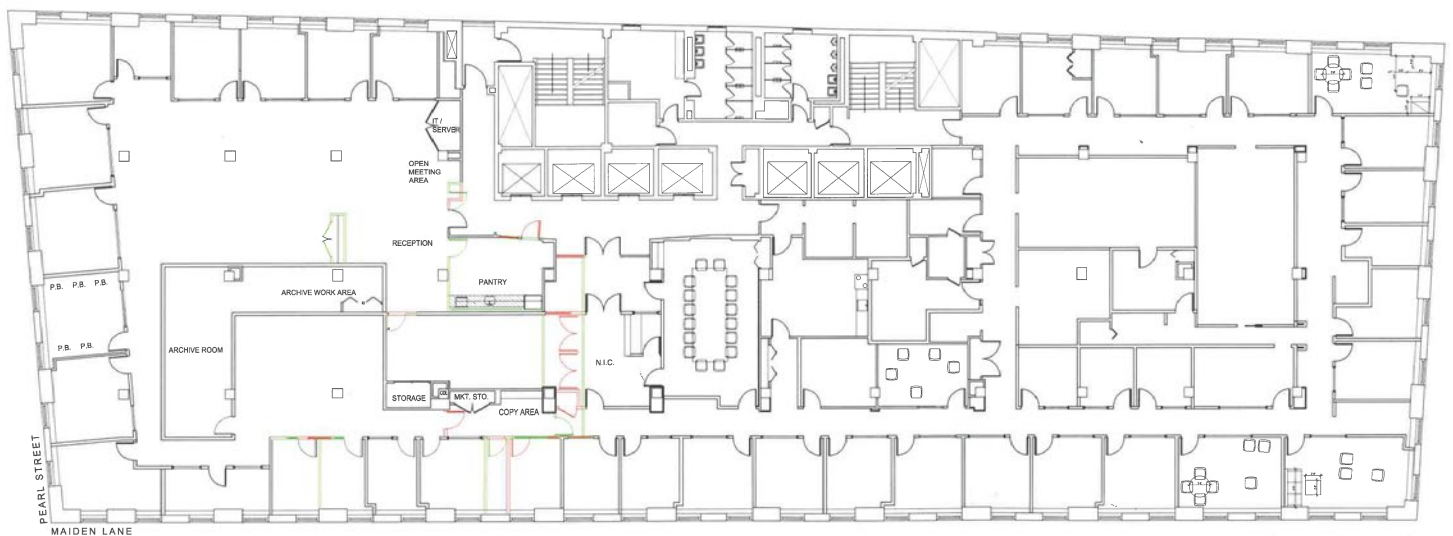 IT /
SERVER
OPEN
MEETING
AREA
RECEPTION
PANTRY
P.B. P.B. P.B.
ARCHIVE WORK AREA
P.B. P.B.
ARCHIVE ROOM
N.I.C.
STORAGE
COL
MKT. STO.
COPY AREA
PEARL STREET
MAIDEN LANE